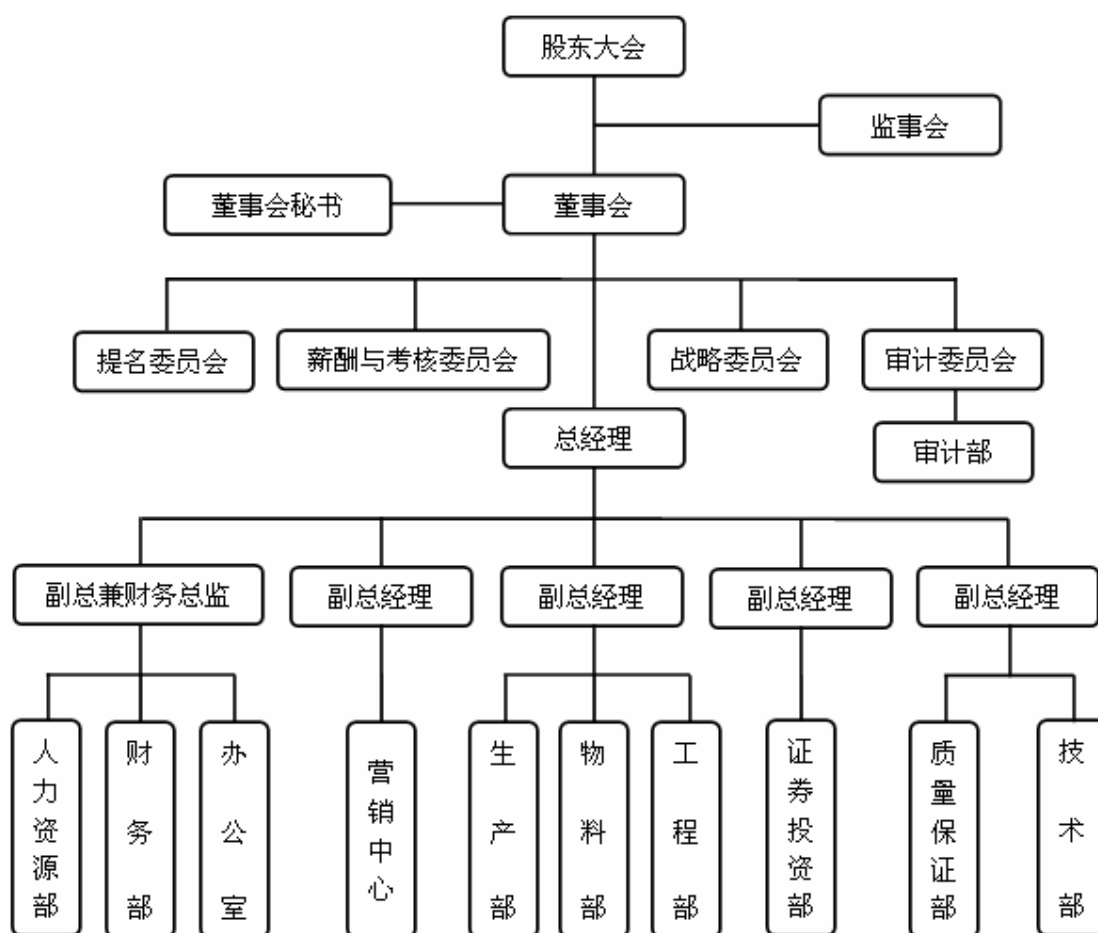 股东大会
监事会
董事会秘书
董事会
提名委员会
薪酬与考核委员会
战略委员会
审计委员会
总经理
审计部
副总兼财务总监
副总经理
副总经理
副总经理
副总经理
人力资源部
财务部
办公室
营销中心
生产部
物料部
工程部
证券投资部
质量保证部
技术部